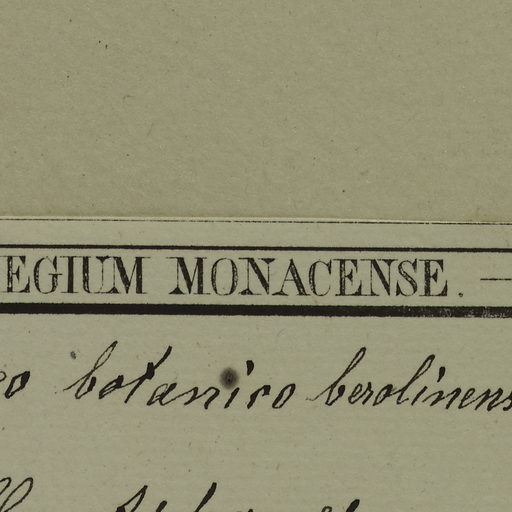 EGIUM MONACENSE. —
o botanico berolinens